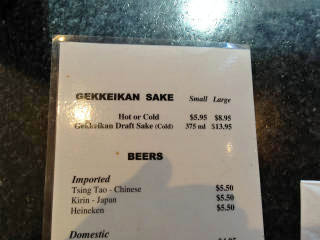 GEKKEIKAN SAKE Small Large
Hot or Cold $5.95 $8.95
Gekkeikan Draft Sake (Cold) 375 ml $13.95
BEERS
Imported
Tsing Tao - Chinese $5.50
Kirin - Japan $5.50
Heineken $5.50
Domestic